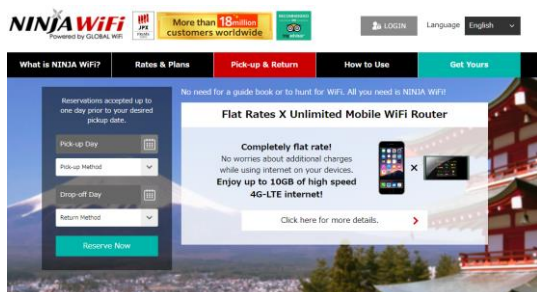 NINJA WiFi
Powered by GLOBAL WiFi
More than 18 million
customers worldwide
LOGIN
Language
English
What is NINJA WiFi?
Rates & Plans
Pick-up & Return
How to Use
Get Yours
No need for a guide book or to hunt for WiFi. All you need is NINJA WiFi!
Reservations accepted up to
one day prior to your desired
pickup date.
Pick-up Day
Pick-up Method
Drop-off Day
Return Method
Reserve Now
Flat Rates X Unlimited Mobile WiFi
Router
Completely flat rate!
No worries about additional charges
while using internet on your devices.
Enjoy up to 10GB of high speed
4G-LTE internet!
×
Click here for more details.